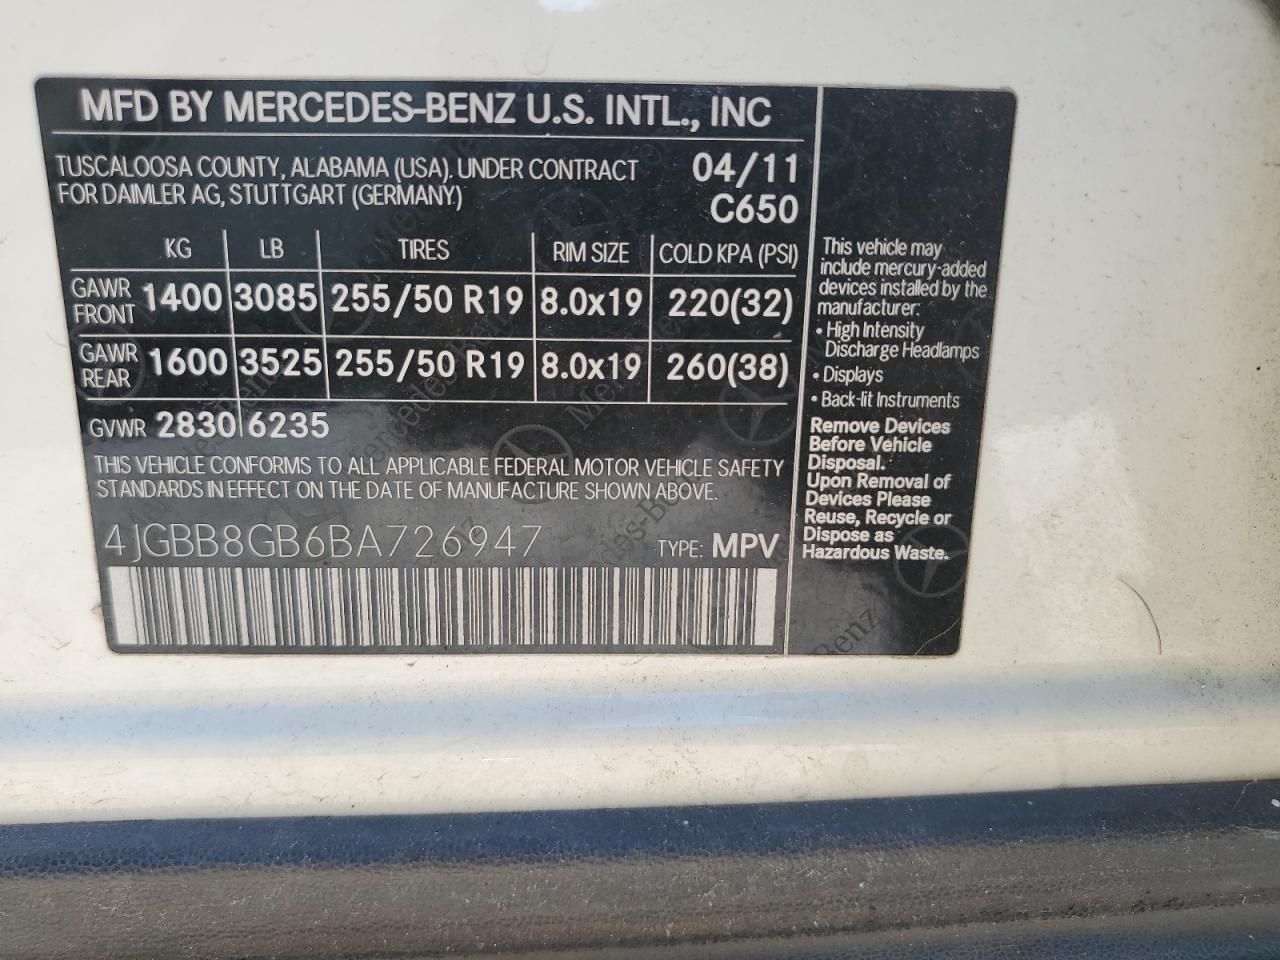 MFD BY MERCEDES-BENZ U.S. INTL., INC
TUSCALOOSA COUNTY, ALABAMA (USA). UNDER CONTRACT
FOR DAIMLER AG, STUTTGART (GERMANY)
04/11
C650
KG LB TIRES RIM SIZE COLD KPA (PSI)
GAWR FRONT 1400 3085 255/50 R19 8.0x19 220(32)
GAWR REAR 1600 3525 255/50 R19 8.0x19 260(38)
GVWR 2830 6235
THIS VEHICLE CONFORMS TO ALL APPLICABLE FEDERAL MOTOR VEHICLE SAFETY
STANDARDS IN EFFECT ON THE DATE OF MANUFACTURE SHOWN ABOVE.
4JGBB8GB6BA726947 TYPE: MPV
This vehicle may
include mercury-added
devices installed by the
manufacturer:
• High Intensity
Discharge Headlamps
• Displays
• Back-lit Instruments
Remove Devices
Before Vehicle
Disposal.
Upon Removal of
Devices Please
Reuse, Recycle or
Dispose as
Hazardous Waste.